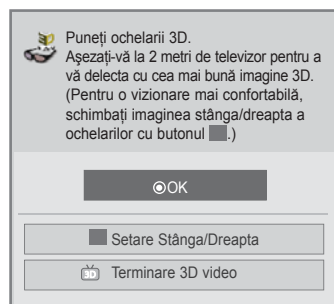 Puneți ochelarii 3D.
Așezați-vă la 2 metri de televizor pentru a
vă delecta cu cea mai bună imagine 3D.
(Pentru o vizionare mai confortabilă,
schimbați imaginea stânga/dreapta a
ochelarilor cu butonul .)
OK
Setare Stânga/Dreapta
3D Terminare 3D video